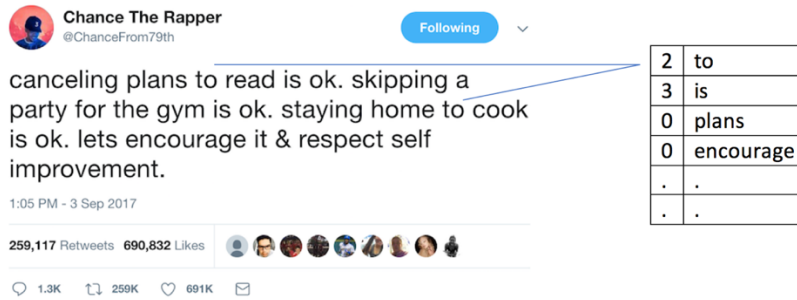 Chance The Rapper
@ChanceFrom79th
Following
canceling plans to read is ok. skipping a
party for the gym is ok. staying home to cook
is ok. lets encourage it & respect self
improvement.
1:05 PM - 3 Sep 2017
259,117 Retweets 690,832 Likes
1.3K 259K 691K
2 to
3 is
0 plans
0 encourage
. .
. .